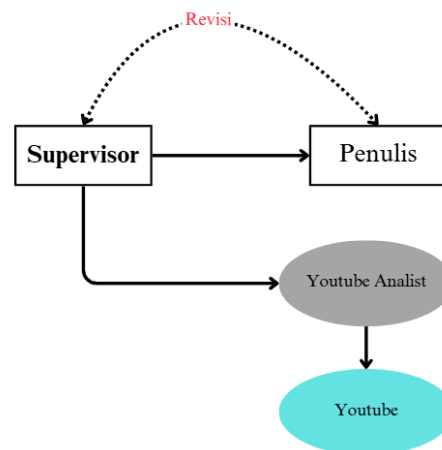 Revisi
Supervisor
Penulis
Youtube Analist
Youtube